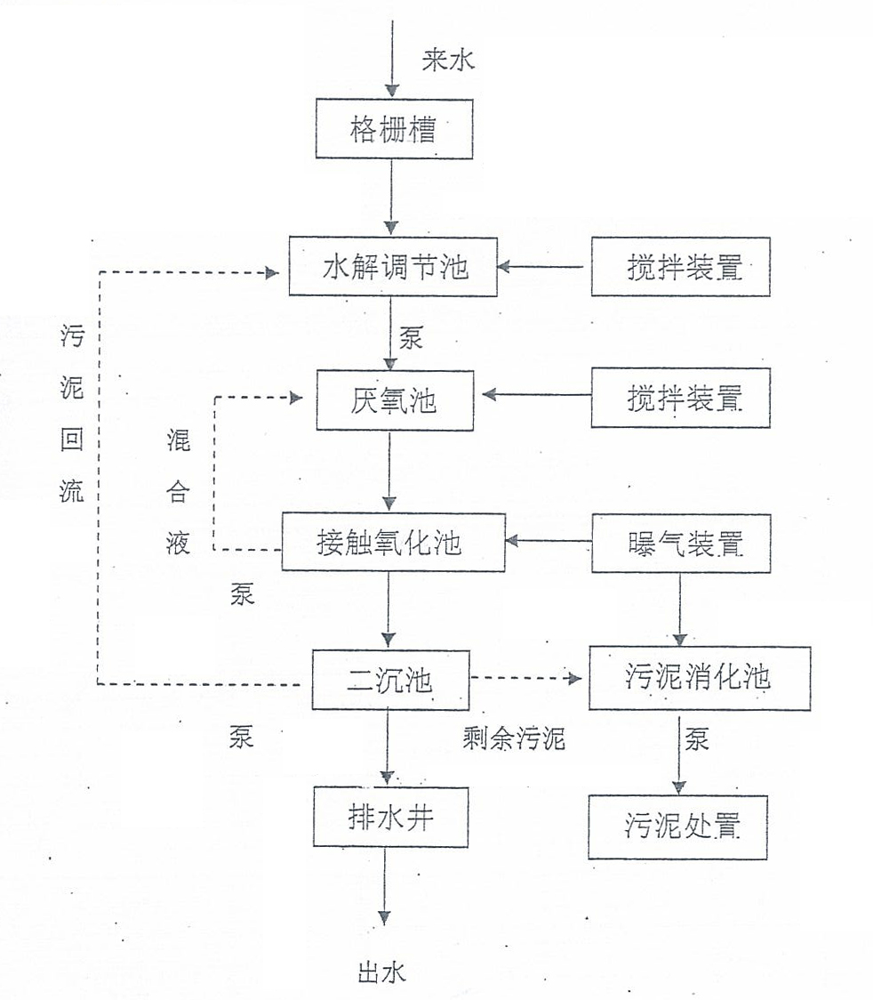 来水
格栅槽
水解调节池
搅拌装置
泵
污泥回流
厌氧池
搅拌装置
混合液
接触氧化池
曝气装置
泵
二沉池
污泥消化池
泵
剩余污泥
泵
排水井
污泥处置
出水